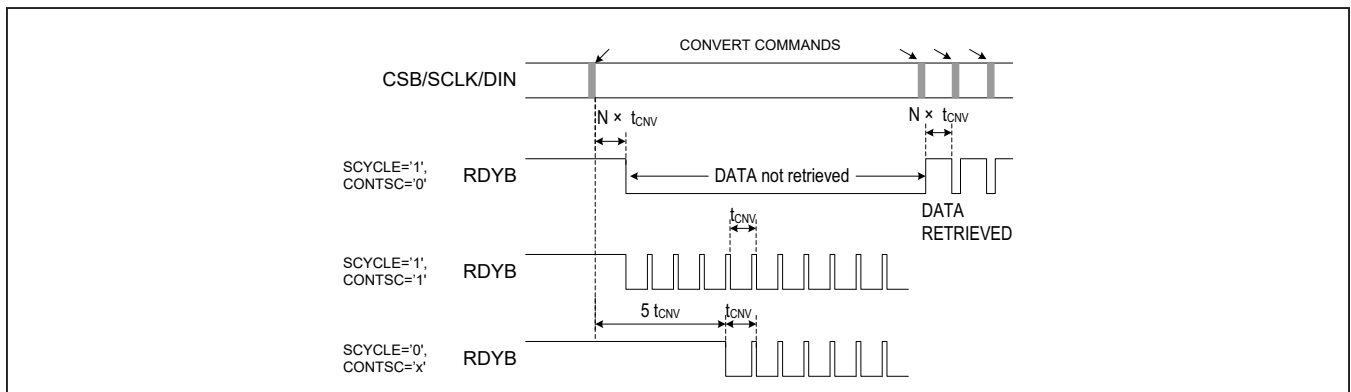 CONVERT COMMANDS
CSB/SCLK/DIN
N × tCNV
N × tCNV
SCYCLE='1',
CONTSC='0'
RDYB
DATA not retrieved
DATA
RETRIEVED
tCNV
SCYCLE='1',
CONTSC='1'
RDYB
5 tCNV
tCNV
SCYCLE='0',
CONTSC='x'
RDYB